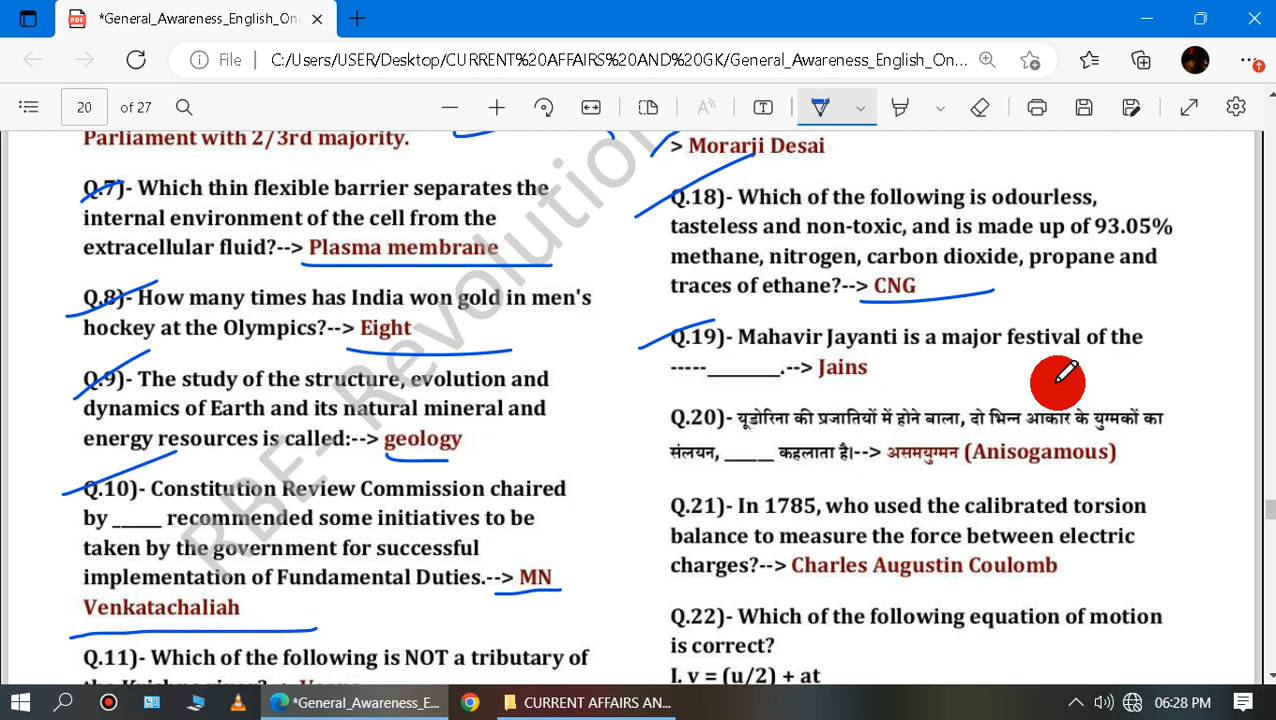 *General_Awareness_English_One
File C:/Users/USER/Desktop/CURRENT%20AFFAIRS%20AND%20GK/General_Awareness_English_On...
20 of 27
Parliament with 2/3rd majority.
Q.7)- Which thin flexible barrier separates the
internal environment of the cell from the
extracellular fluid?--> Plasma membrane
Q.8)- How many times has India won gold in men's
hockey at the Olympics?--> Eight
Q.9)- The study of the structure, evolution and
dynamics of Earth and its natural mineral and
energy resources is called:--> geology
Q.10)- Constitution Review Commission chaired
by _____ recommended some initiatives to be
taken by the government for successful
implementation of Fundamental Duties.--> MN
Venkatachaliah
Q.11)- Which of the following is NOT a tributary of
> Morarji Desai
Q.18)- Which of the following is odourless,
tasteless and non-toxic, and is made up of 93.05%
methane, nitrogen, carbon dioxide, propane and
traces of ethane?--> CNG
Q.19)- Mahavir Jayanti is a major festival of the
-----_______.--> Jains
Q.20)- यूडोरिना की प्रजातियों में होने बाला, दो भिन्न आकार के युग्मकों का
संलयन, _____ कहलाता है।--> असमयुग्मन (Anisogamous)
Q.21)- In 1785, who used the calibrated torsion
balance to measure the force between electric
charges?--> Charles Augustin Coulomb
Q.22)- Which of the following equation of motion
is correct?
I. v = (u/2) + at
RBE- Revolution
*General_Awareness_E...
CURRENT AFFAIRS AN...
06:28 PM